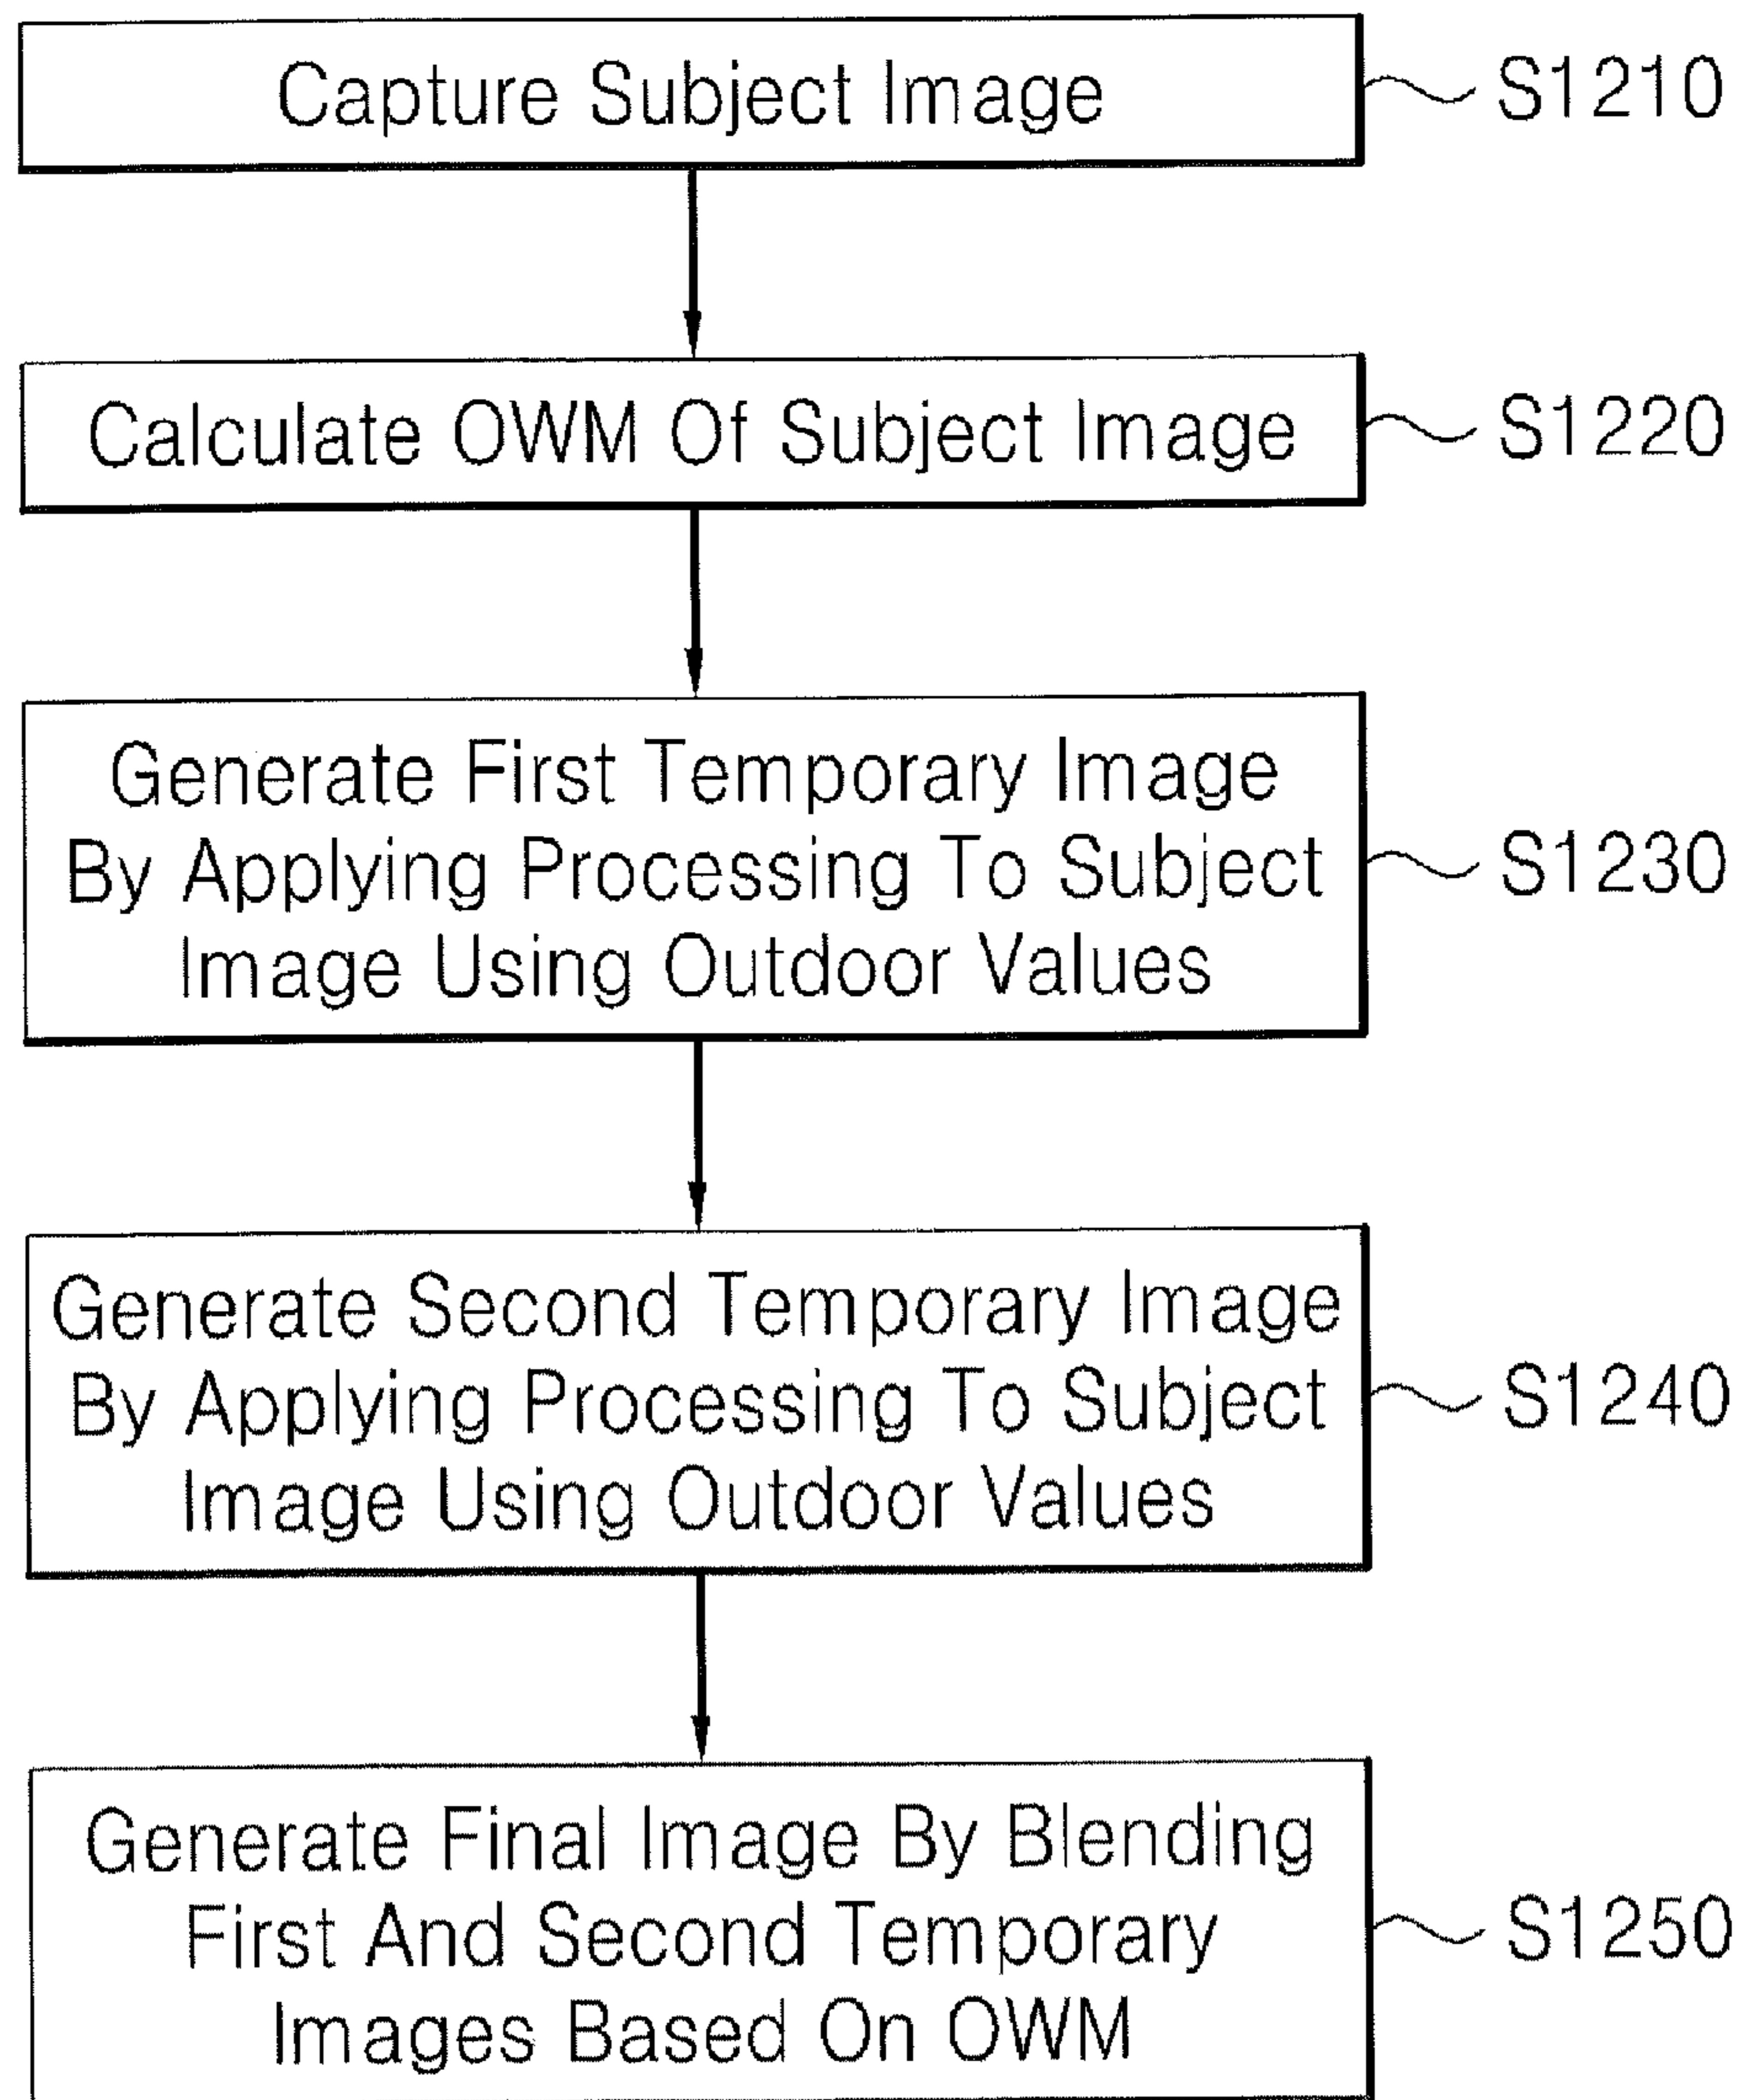 Capture Subject Image
S1210
Calculate OWM Of Subject Image
S1220
Generate First Temporary Image
By Applying Processing To Subject
Image Using Outdoor Values
S1230
Generate Second Temporary Image
By Applying Processing To Subject
Image Using Outdoor Values
S1240
Generate Final Image By Blending
First And Second Temporary
Images Based On OWM
S1250